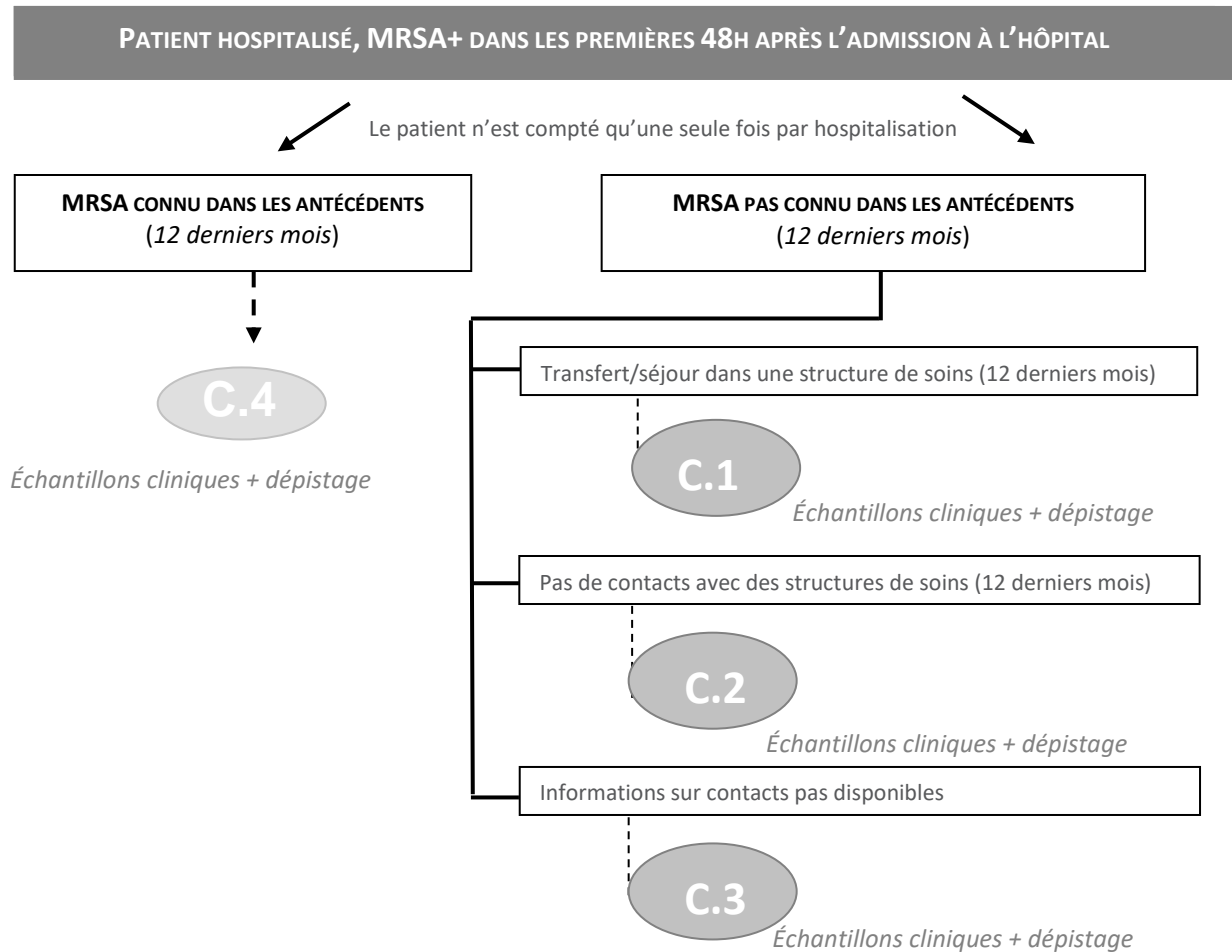 PATIENT HOSPITALISÉ, MRSA+ DANS LES PREMIÈRES 48H APRÈS L'ADMISSION À L'HÔPITAL
Le patient n'est compté qu'une seule fois par hospitalisation
MRSA CONNU DANS LES ANTÉCÉDENTS
(12 derniers mois)
MRSA PAS CONNU DANS LES ANTÉCÉDENTS
(12 derniers mois)
C.4
Échantillons cliniques + dépistage
Transfert/séjour dans une structure de soins (12 derniers mois)
C.1
Échantillons cliniques + dépistage
Pas de contacts avec des structures de soins (12 derniers mois)
C.2
Échantillons cliniques + dépistage
Informations sur contacts pas disponibles
C.3
Échantillons cliniques + dépistage